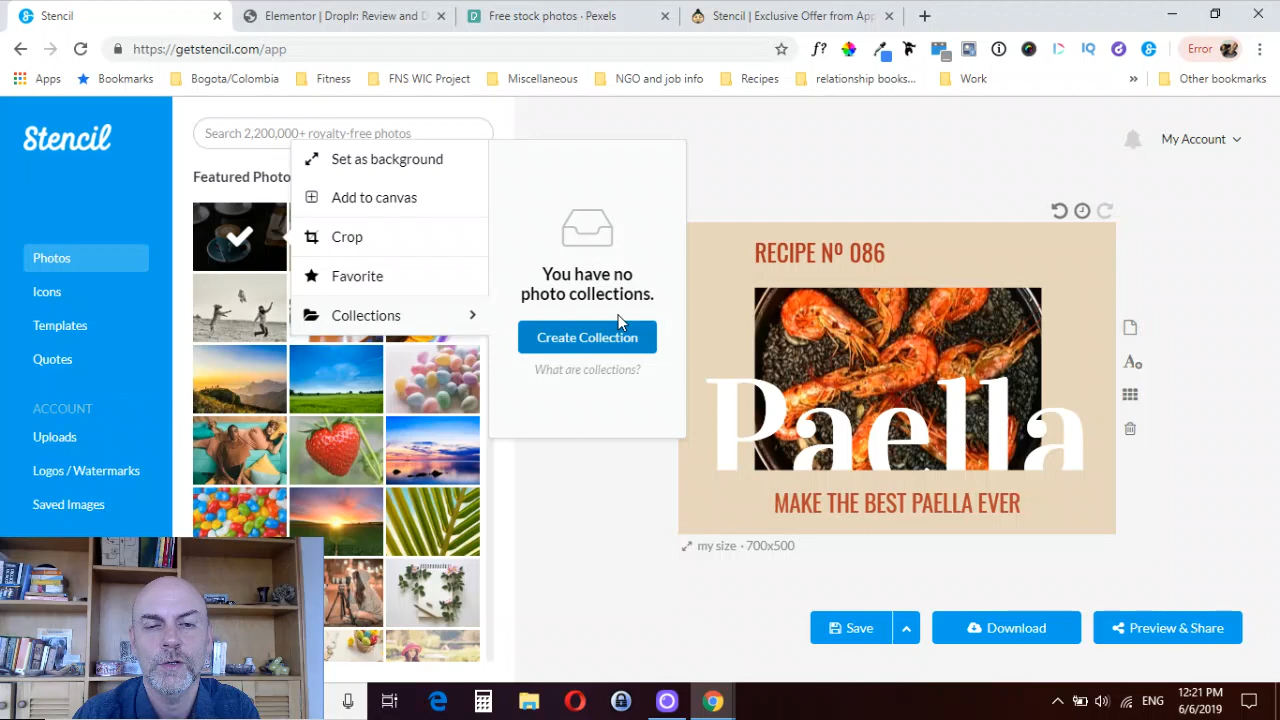 Stencil
Elementor | Droplr: Review and D
Free stock photos · Pexels
Stencil | Exclusive Offer from App
https://getstencil.com/app
f?
IQ
Error
Apps
Bookmarks
Bogota/Colombia
Fitness
FNS WIC Project
Miscellaneous
NGO and job info
Recipes
relationship books...
Work
»
Other bookmarks
Stencil
Search 2,200,000+ royalty-free photos
My Account
Featured Photo
Set as background
Add to canvas
Crop
Favorite
Collections
You have no
photo collections.
Create Collection
What are collections?
Photos
Icons
Templates
Quotes
ACCOUNT
Uploads
Logos / Watermarks
Saved Images
RECIPE Nº 086
Paella
MAKE THE BEST PAELLA EVER
my size · 700x500
Save
Download
Preview & Share
ENG
12:21 PM
6/6/2019